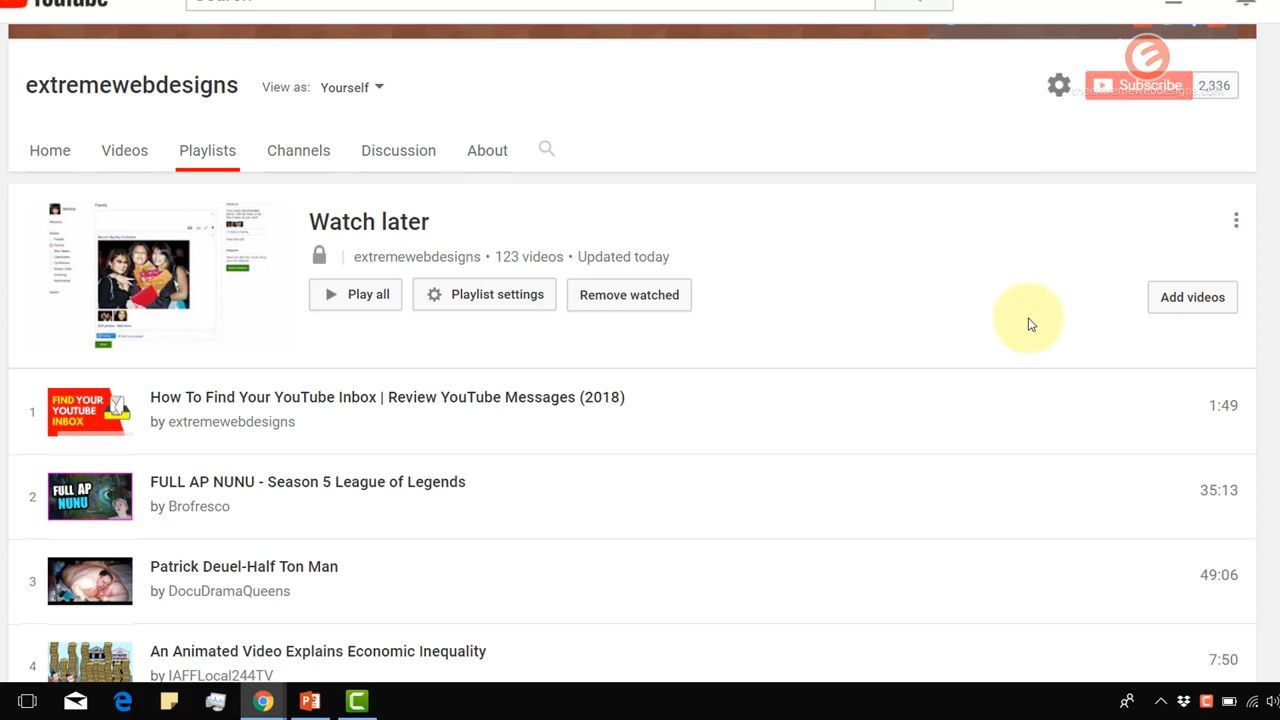 YouTube
Search
extremewebdesigns
View as: Yourself
Subscribe 2,336
Home Videos Playlists Channels Discussion About
Watch later
extremewebdesigns • 123 videos • Updated today
Play all Playlist settings Remove watched
Add videos
1
FIND YOUR
YOUTUBE
INBOX
How To Find Your YouTube Inbox | Review YouTube Messages (2018)
by extremewebdesigns
1:49
2
FULL AP
NUNU
FULL AP NUNU - Season 5 League of Legends
by Brofresco
35:13
3
Patrick Deuel-Half Ton Man
by DocuDramaQueens
49:06
4
An Animated Video Explains Economic Inequality
by IAFFLocal244TV
7:50